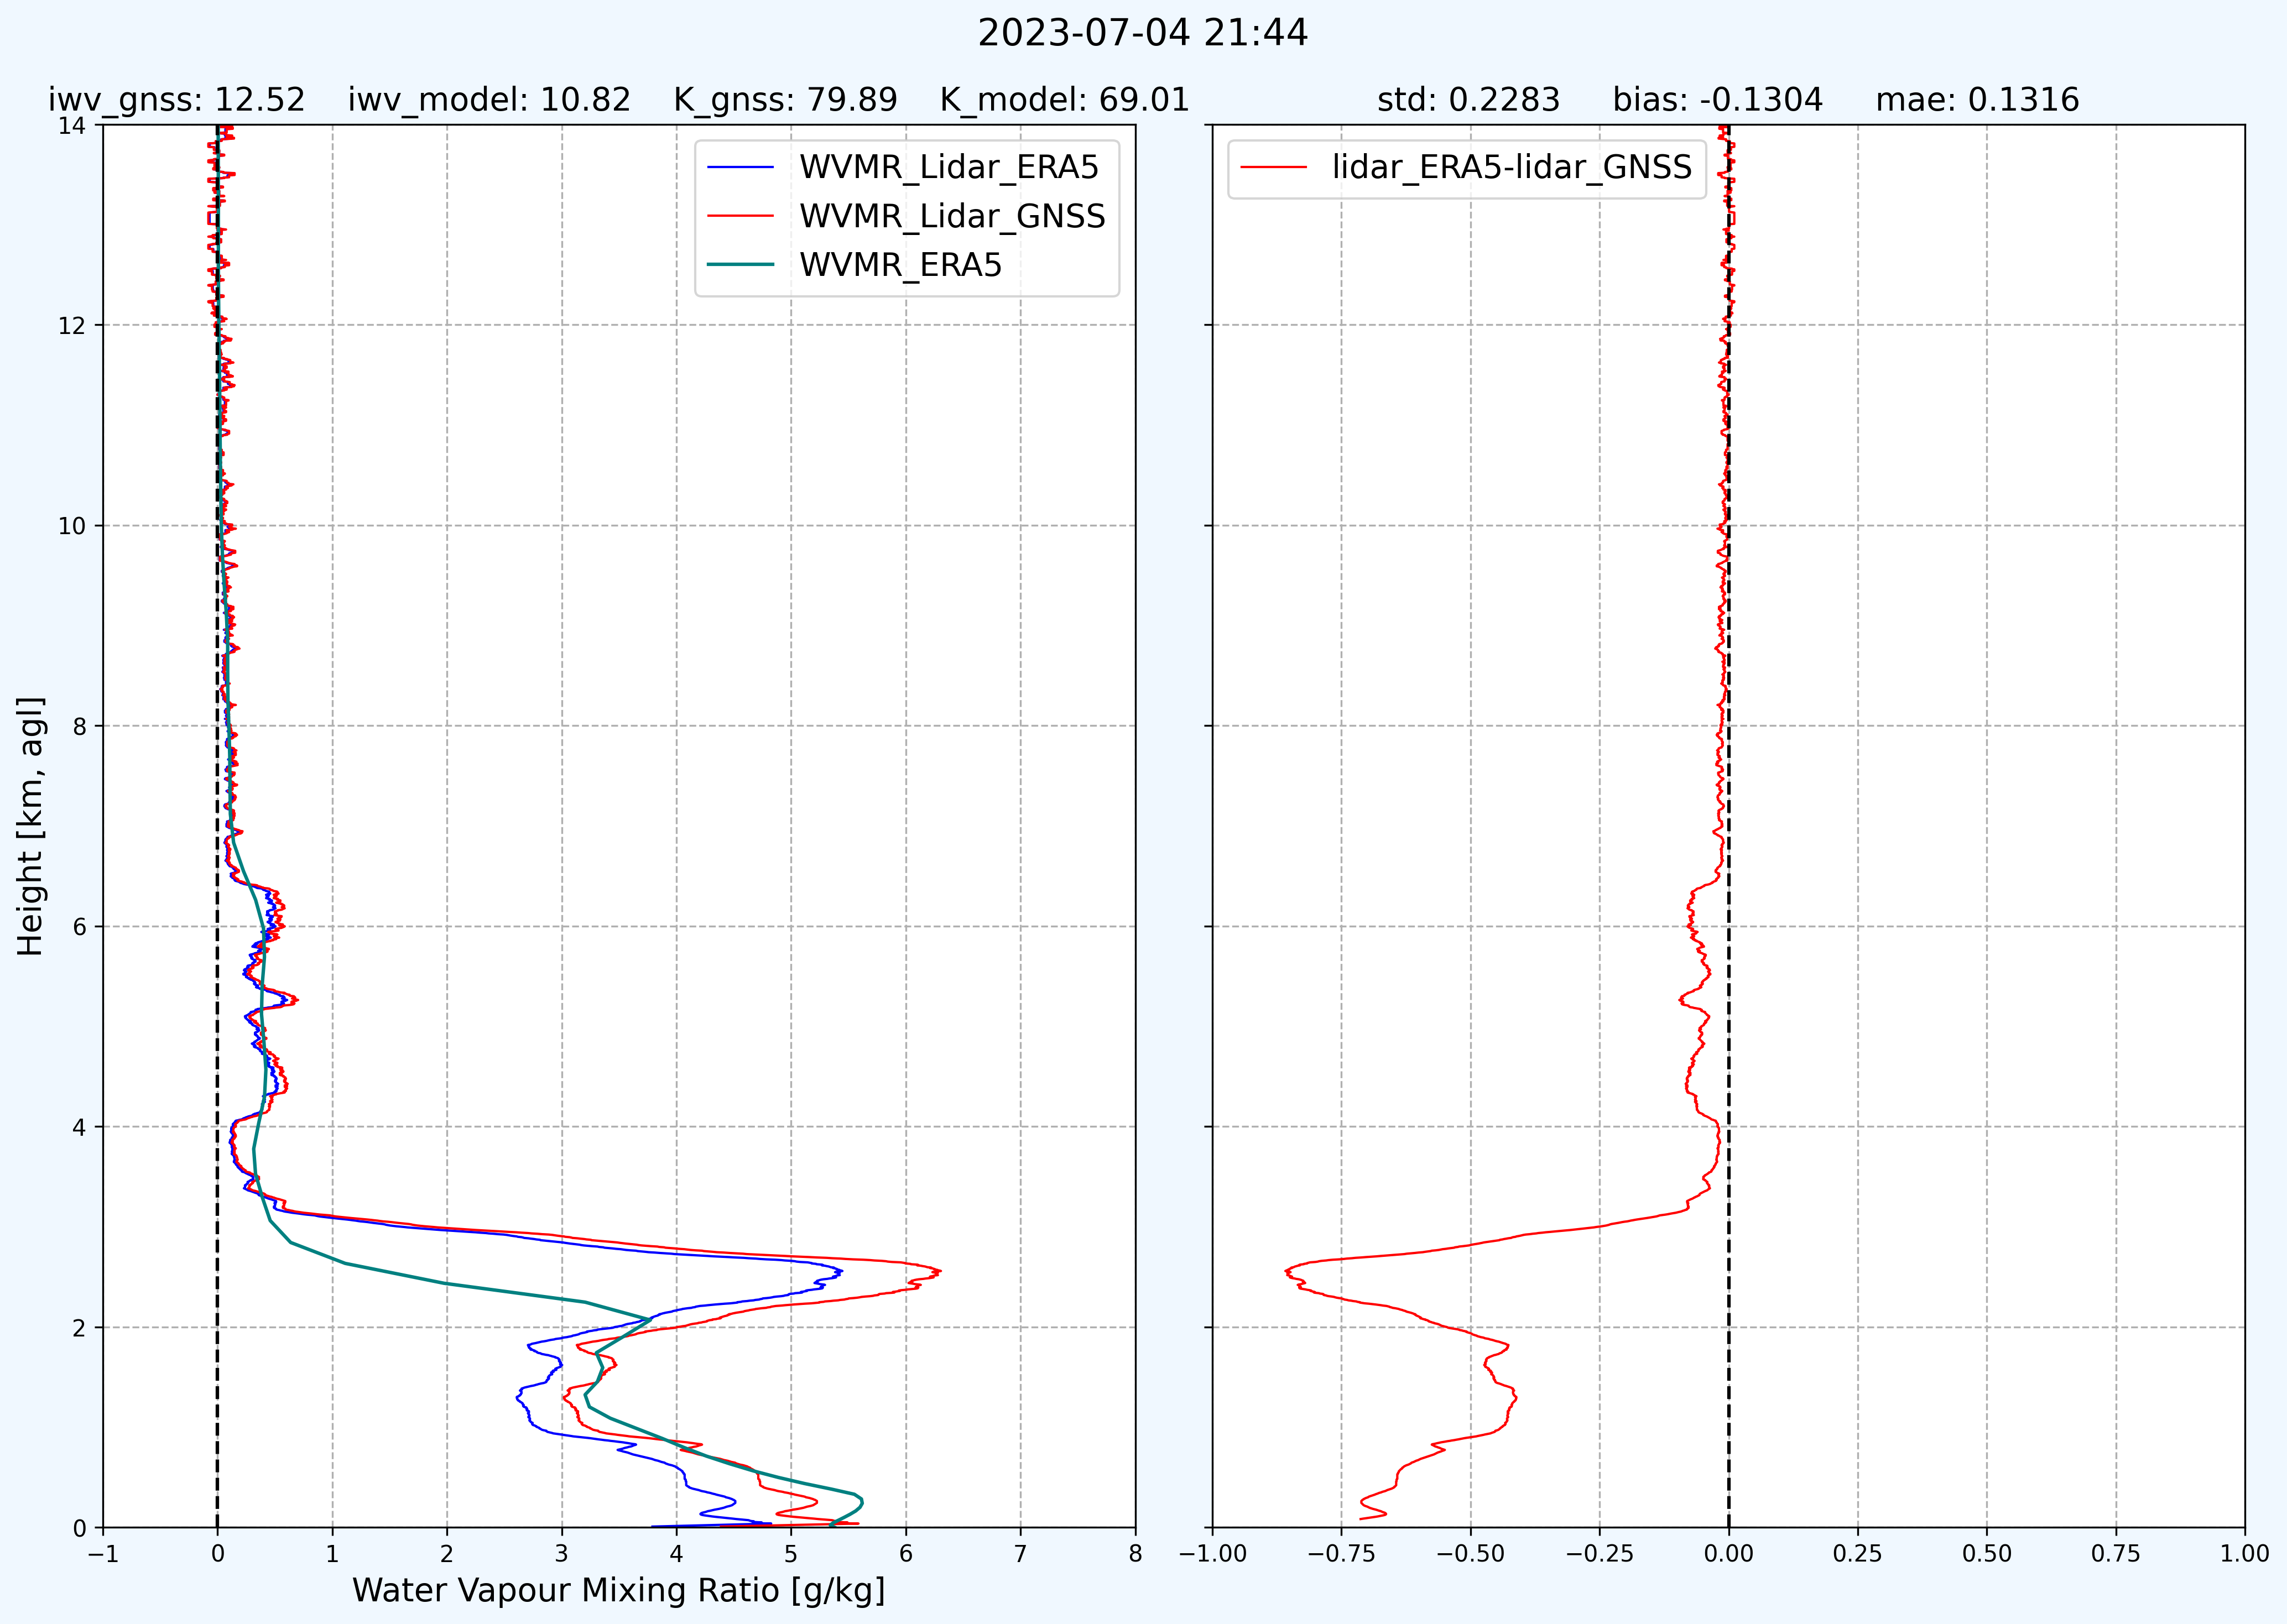 2023-07-04 21:44
iwv_gnss: 12.52 iwv_model: 10.82 K_gnss: 79.89 K_model: 69.01
std: 0.2283 bias: -0.1304 mae: 0.1316
WVMR_Lidar_ERA5
WVMR_Lidar_GNSS
WVMR_ERA5
lidar_ERA5-lidar_GNSS
Height [km, agl]
14
12
10
8
6
4
2
0
−1 0 1 2 3 4 5 6 7 8
Water Vapour Mixing Ratio [g/kg]
−1.00 −0.75 −0.50 −0.25 0.00 0.25 0.50 0.75 1.00